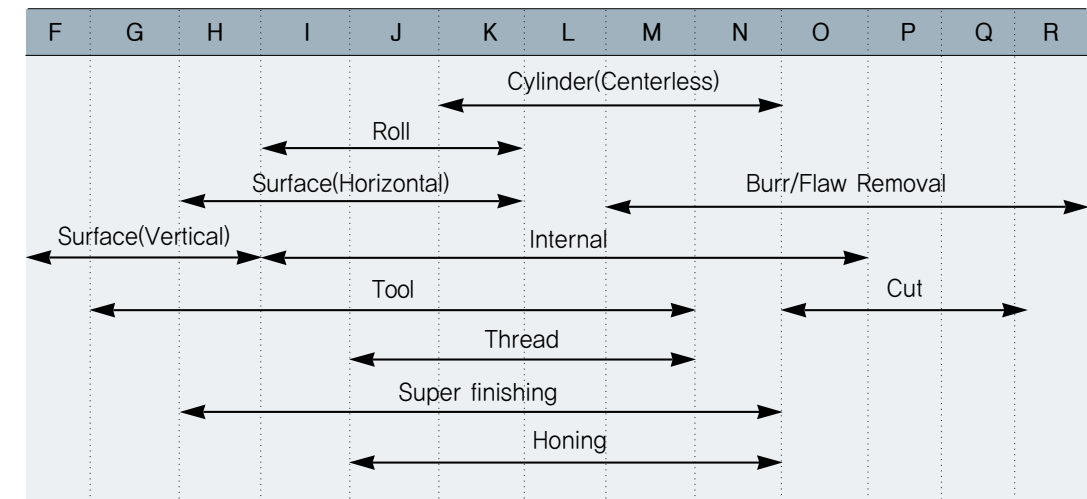 F G H I J K L M N O P Q R
Cylinder(Centerless)
Roll
Surface(Horizontal) Burr/Flaw Removal
Surface(Vertical) Internal
Tool Cut
Thread
Super finishing
Honing